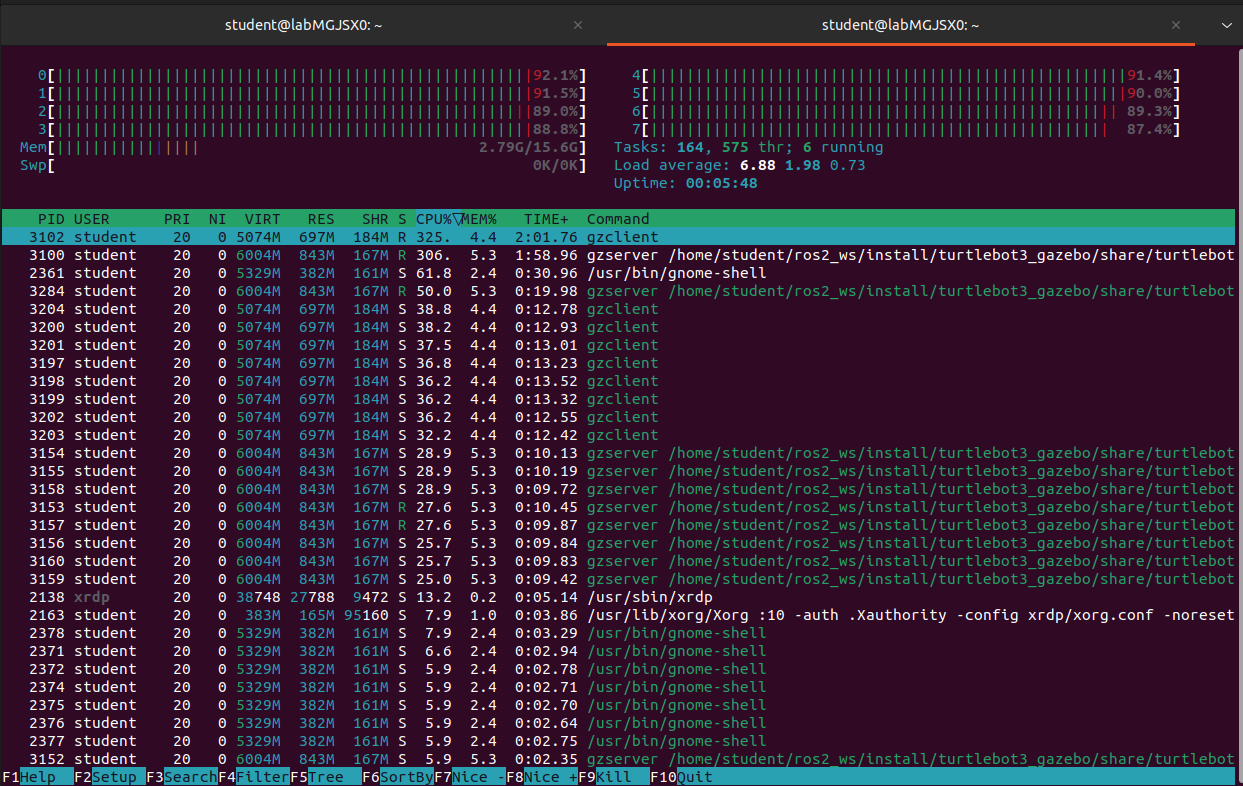 student@labMGJSX0: ~ × student@labMGJSX0: ~ ×
0[92.1%] 4[91.4%]
1[91.5%] 5[90.0%]
2[89.0%] 6[89.3%]
3[88.8%] 7[87.4%]
Mem[2.79G/15.6G] Tasks: 164, 575 thr; 6 running
Swp[0K/0K] Load average: 6.88 1.98 0.73
Uptime: 00:05:48
PID USER PRI NI VIRT RES SHR S CPU%▽MEM% TIME+ Command
3102 student 20 0 5074M 697M 184M R 325. 4.4 2:01.76 gzclient
3100 student 20 0 6004M 843M 167M R 306. 5.3 1:58.96 gzserver /home/student/ros2_ws/install/turtlebot3_gazebo/share/turtlebot
2361 student 20 0 5329M 382M 161M S 61.8 2.4 0:30.96 /usr/bin/gnome-shell
3284 student 20 0 6004M 843M 167M R 50.0 5.3 0:19.98 gzserver /home/student/ros2_ws/install/turtlebot3_gazebo/share/turtlebot
3204 student 20 0 5074M 697M 184M S 38.8 4.4 0:12.78 gzclient
3200 student 20 0 5074M 697M 184M S 38.2 4.4 0:12.93 gzclient
3201 student 20 0 5074M 697M 184M S 37.5 4.4 0:13.01 gzclient
3197 student 20 0 5074M 697M 184M S 36.8 4.4 0:13.23 gzclient
3198 student 20 0 5074M 697M 184M S 36.2 4.4 0:13.52 gzclient
3199 student 20 0 5074M 697M 184M S 36.2 4.4 0:13.32 gzclient
3202 student 20 0 5074M 697M 184M S 36.2 4.4 0:12.55 gzclient
3203 student 20 0 5074M 697M 184M S 32.2 4.4 0:12.42 gzclient
3154 student 20 0 6004M 843M 167M S 28.9 5.3 0:10.13 gzserver /home/student/ros2_ws/install/turtlebot3_gazebo/share/turtlebot
3155 student 20 0 6004M 843M 167M S 28.9 5.3 0:10.19 gzserver /home/student/ros2_ws/install/turtlebot3_gazebo/share/turtlebot
3158 student 20 0 6004M 843M 167M S 28.9 5.3 0:09.72 gzserver /home/student/ros2_ws/install/turtlebot3_gazebo/share/turtlebot
3153 student 20 0 6004M 843M 167M R 27.6 5.3 0:10.45 gzserver /home/student/ros2_ws/install/turtlebot3_gazebo/share/turtlebot
3157 student 20 0 6004M 843M 167M R 27.6 5.3 0:09.87 gzserver /home/student/ros2_ws/install/turtlebot3_gazebo/share/turtlebot
3156 student 20 0 6004M 843M 167M S 25.7 5.3 0:09.84 gzserver /home/student/ros2_ws/install/turtlebot3_gazebo/share/turtlebot
3160 student 20 0 6004M 843M 167M S 25.7 5.3 0:09.83 gzserver /home/student/ros2_ws/install/turtlebot3_gazebo/share/turtlebot
3159 student 20 0 6004M 843M 167M S 25.0 5.3 0:09.42 gzserver /home/student/ros2_ws/install/turtlebot3_gazebo/share/turtlebot
2138 xrdp 20 0 38748 27788 9472 S 13.2 0.2 0:05.14 /usr/sbin/xrdp
2163 student 20 0 383M 165M 95160 S 7.9 1.0 0:03.86 /usr/lib/xorg/Xorg :10 -auth .Xauthority -config xrdp/xorg.conf -noreset
2378 student 20 0 5329M 382M 161M S 7.9 2.4 0:03.29 /usr/bin/gnome-shell
2371 student 20 0 5329M 382M 161M S 6.6 2.4 0:02.94 /usr/bin/gnome-shell
2372 student 20 0 5329M 382M 161M S 5.9 2.4 0:02.78 /usr/bin/gnome-shell
2374 student 20 0 5329M 382M 161M S 5.9 2.4 0:02.71 /usr/bin/gnome-shell
2375 student 20 0 5329M 382M 161M S 5.9 2.4 0:02.70 /usr/bin/gnome-shell
2376 student 20 0 5329M 382M 161M S 5.9 2.4 0:02.64 /usr/bin/gnome-shell
2377 student 20 0 5329M 382M 161M S 5.9 2.4 0:02.75 /usr/bin/gnome-shell
3152 student 20 0 6004M 843M 167M S 5.9 5.3 0:02.35 gzserver /home/student/ros2_ws/install/turtlebot3_gazebo/share/turtlebot
F1Help F2Setup F3SearchF4FilterF5Tree F6SortByF7Nice -F8Nice +F9Kill F10Quit